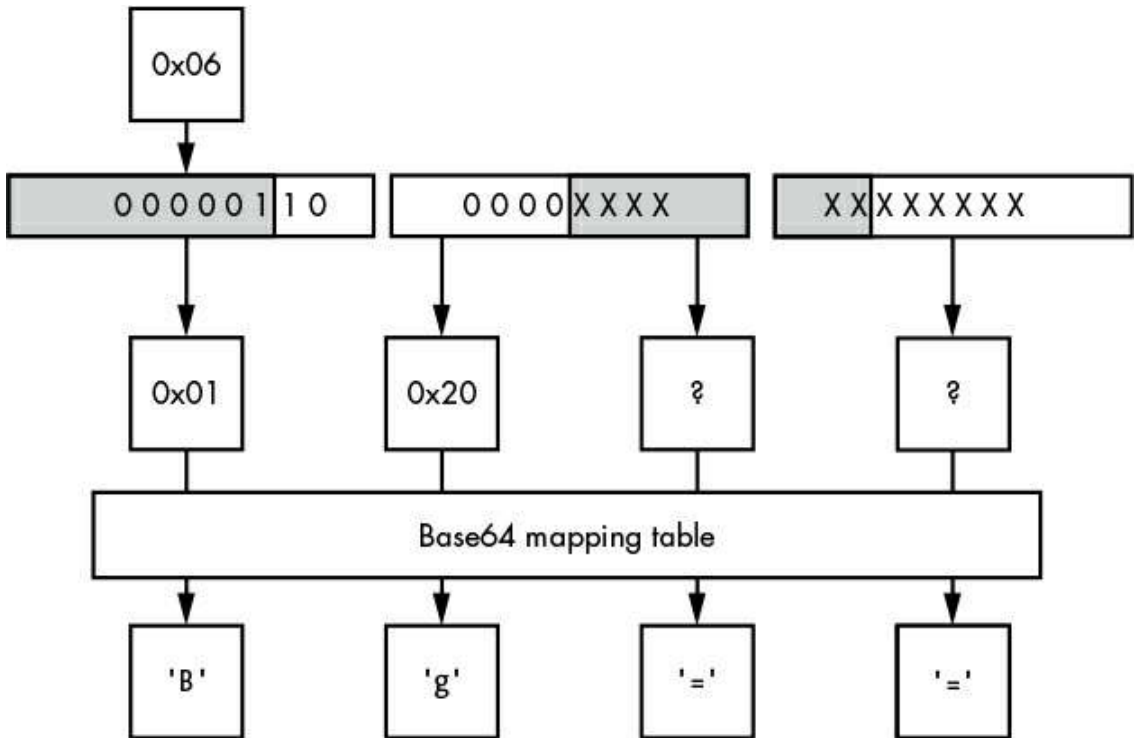 0x06
0 0 0 0 0 1 1 0 0 0 0 0 X X X X X X X X X X X X
0x01 0x20 ? ?
Base64 mapping table
'B' 'g' '=' '='